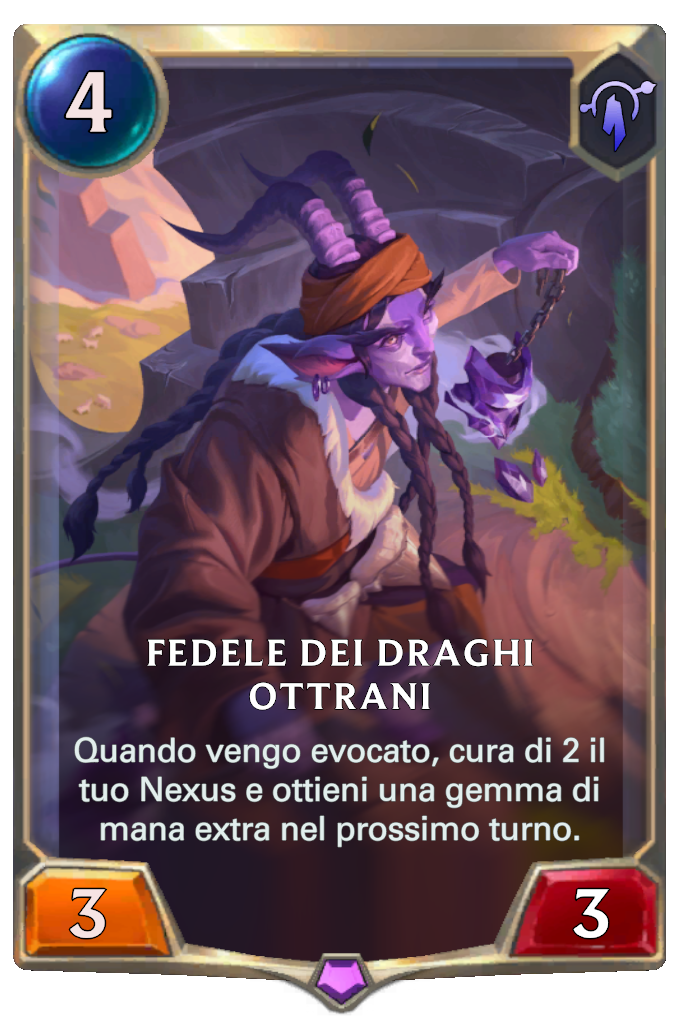 4
FEDELE DEI DRAGHI
OTTRANI
Quando vengo evocato, cura di 2 il
tuo Nexus e ottieni una gemma di
mana extra nel prossimo turno.
3
3